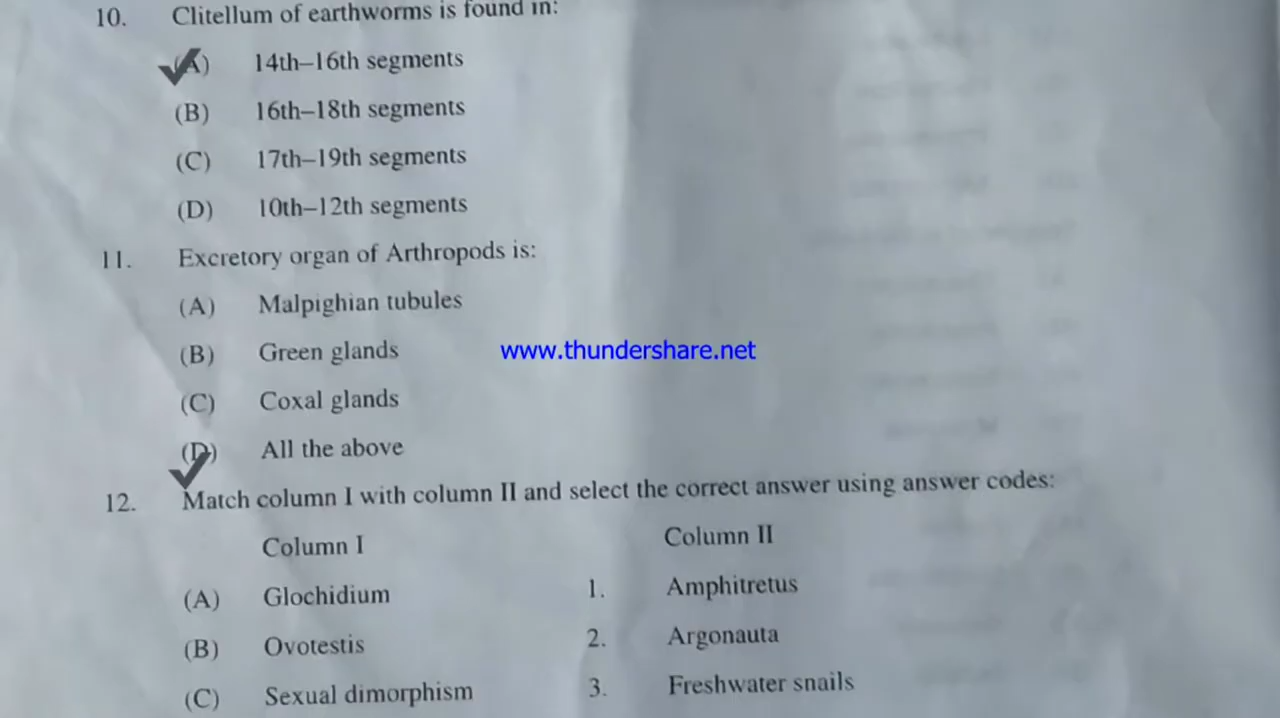 10. Clitellum of earthworms is found in:
(A) 14th–16th segments
(B) 16th–18th segments
(C) 17th–19th segments
(D) 10th–12th segments
11. Excretory organ of Arthropods is:
(A) Malpighian tubules
(B) Green glands
www.thundershare.net
(C) Coxal glands
(D) All the above
12. Match column I with column II and select the correct answer using answer codes:
Column I Column II
(A) Glochidium 1. Amphitretus
(B) Ovotestis 2. Argonauta
(C) Sexual dimorphism 3. Freshwater snails